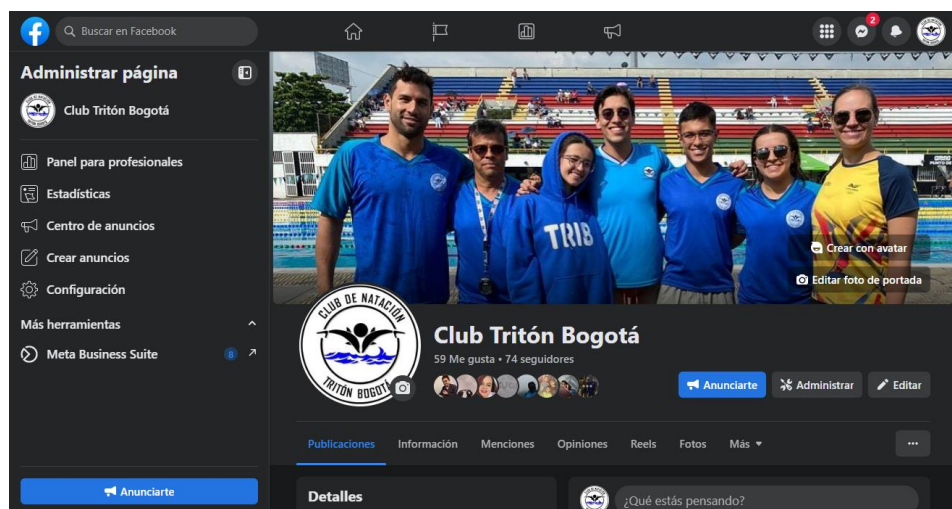 Buscar en Facebook
2
Administrar página
Club Tritón Bogotá
Panel para profesionales
Estadísticas
Centro de anuncios
Crear anuncios
Configuración
Más herramientas
Meta Business Suite
8
Anunciarte
TRIB
Crear con avatar
Editar foto de portada
CLUB DE NATACIÓN
TRITÓN BOGOTÁ
Club Tritón Bogotá
59 Me gusta • 74 seguidores
Anunciarte
Administrar
Editar
Publicaciones
Información
Menciones
Opiniones
Reels
Fotos
Más
Detalles
¿Qué estás pensando?